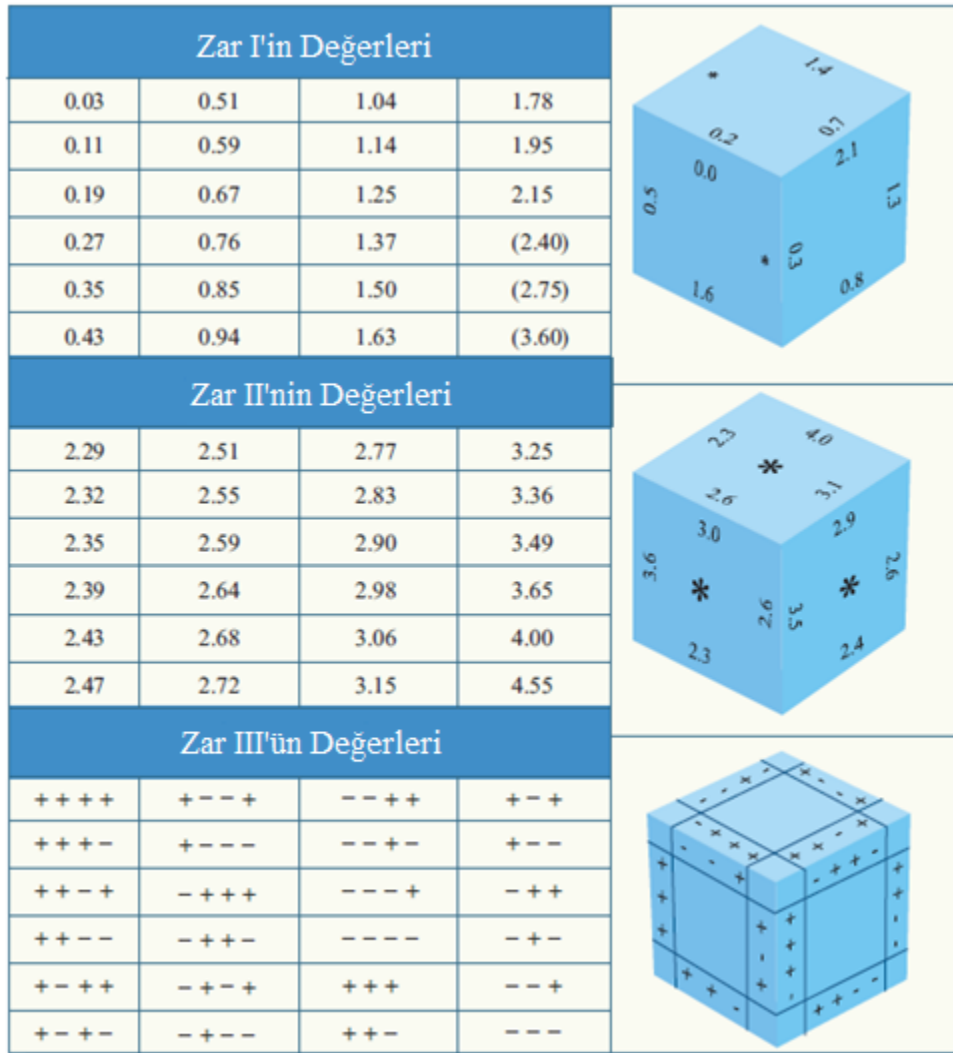 Zar I'in Değerleri
0.03 0.51 1.04 1.78
0.11 0.59 1.14 1.95
0.19 0.67 1.25 2.15
0.27 0.76 1.37 (2.40)
0.35 0.85 1.50 (2.75)
0.43 0.94 1.63 (3.60)
* 1.4
0.2 0.7
0.0 2.1
0.5 1.3
* 0.3
1.6 0.8
Zar II'nin Değerleri
2.29 2.51 2.77 3.25
2.32 2.55 2.83 3.36
2.35 2.59 2.90 3.49
2.39 2.64 2.98 3.65
2.43 2.68 3.06 4.00
2.47 2.72 3.15 4.55
2.3 4.0
*
2.6 3.1
3.0 2.9
3.6 * 2.6 3.5 * 2.6
2.3 2.4
Zar III'ün Değerleri
++++ +--+ --++ +-+
+++- +--- --+- +--
++-+ -+++ ---+ -++
++-- -++- ---- -+-
+-++ -+-+ +++ --+
+-+- -+-- ++- ---